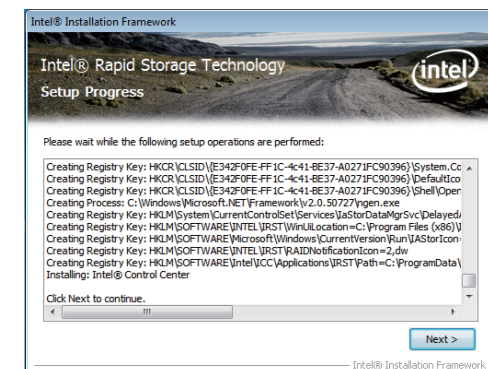 Intel® Installation Framework
Intel® Rapid Storage Technology
intel
Setup Progress
Please wait while the following setup operations are performed:
Creating Registry Key: HKCR\CLSID\{E342F0FE-FF1C-4c41-BE37-A0271FC90396}\System.Co
Creating Registry Key: HKCR\CLSID\{E342F0FE-FF1C-4c41-BE37-A0271FC90396}\DefaultIco
Creating Registry Key: HKCR\CLSID\{E342F0FE-FF1C-4c41-BE37-A0271FC90396}\Shell\Open
Creating Process: C:\Windows\Microsoft.NET\Framework\v2.0.50727\ngen.exe
Creating Registry Key: HKLM\System\CurrentControlSet\Services\IaStorDataMgrSvc\DelayedA
Creating Registry Key: HKLM\SOFTWARE\INTEL\IRST\WinUiLocation=C:\Program Files (x86)\I
Creating Registry Key: HKLM\SOFTWARE\Microsoft\Windows\CurrentVersion\Run\IAStorIcon
Creating Registry Key: HKLM\SOFTWARE\INTEL\IRST\RAIDNotificationIcon=2,dw
Creating Registry Key: HKLM\SOFTWARE\Intel\ICC\Applications\IRST\Path=C:\ProgramData\
Installing: Intel® Control Center
Click Next to continue.
Next >
Intel® Installation Framework